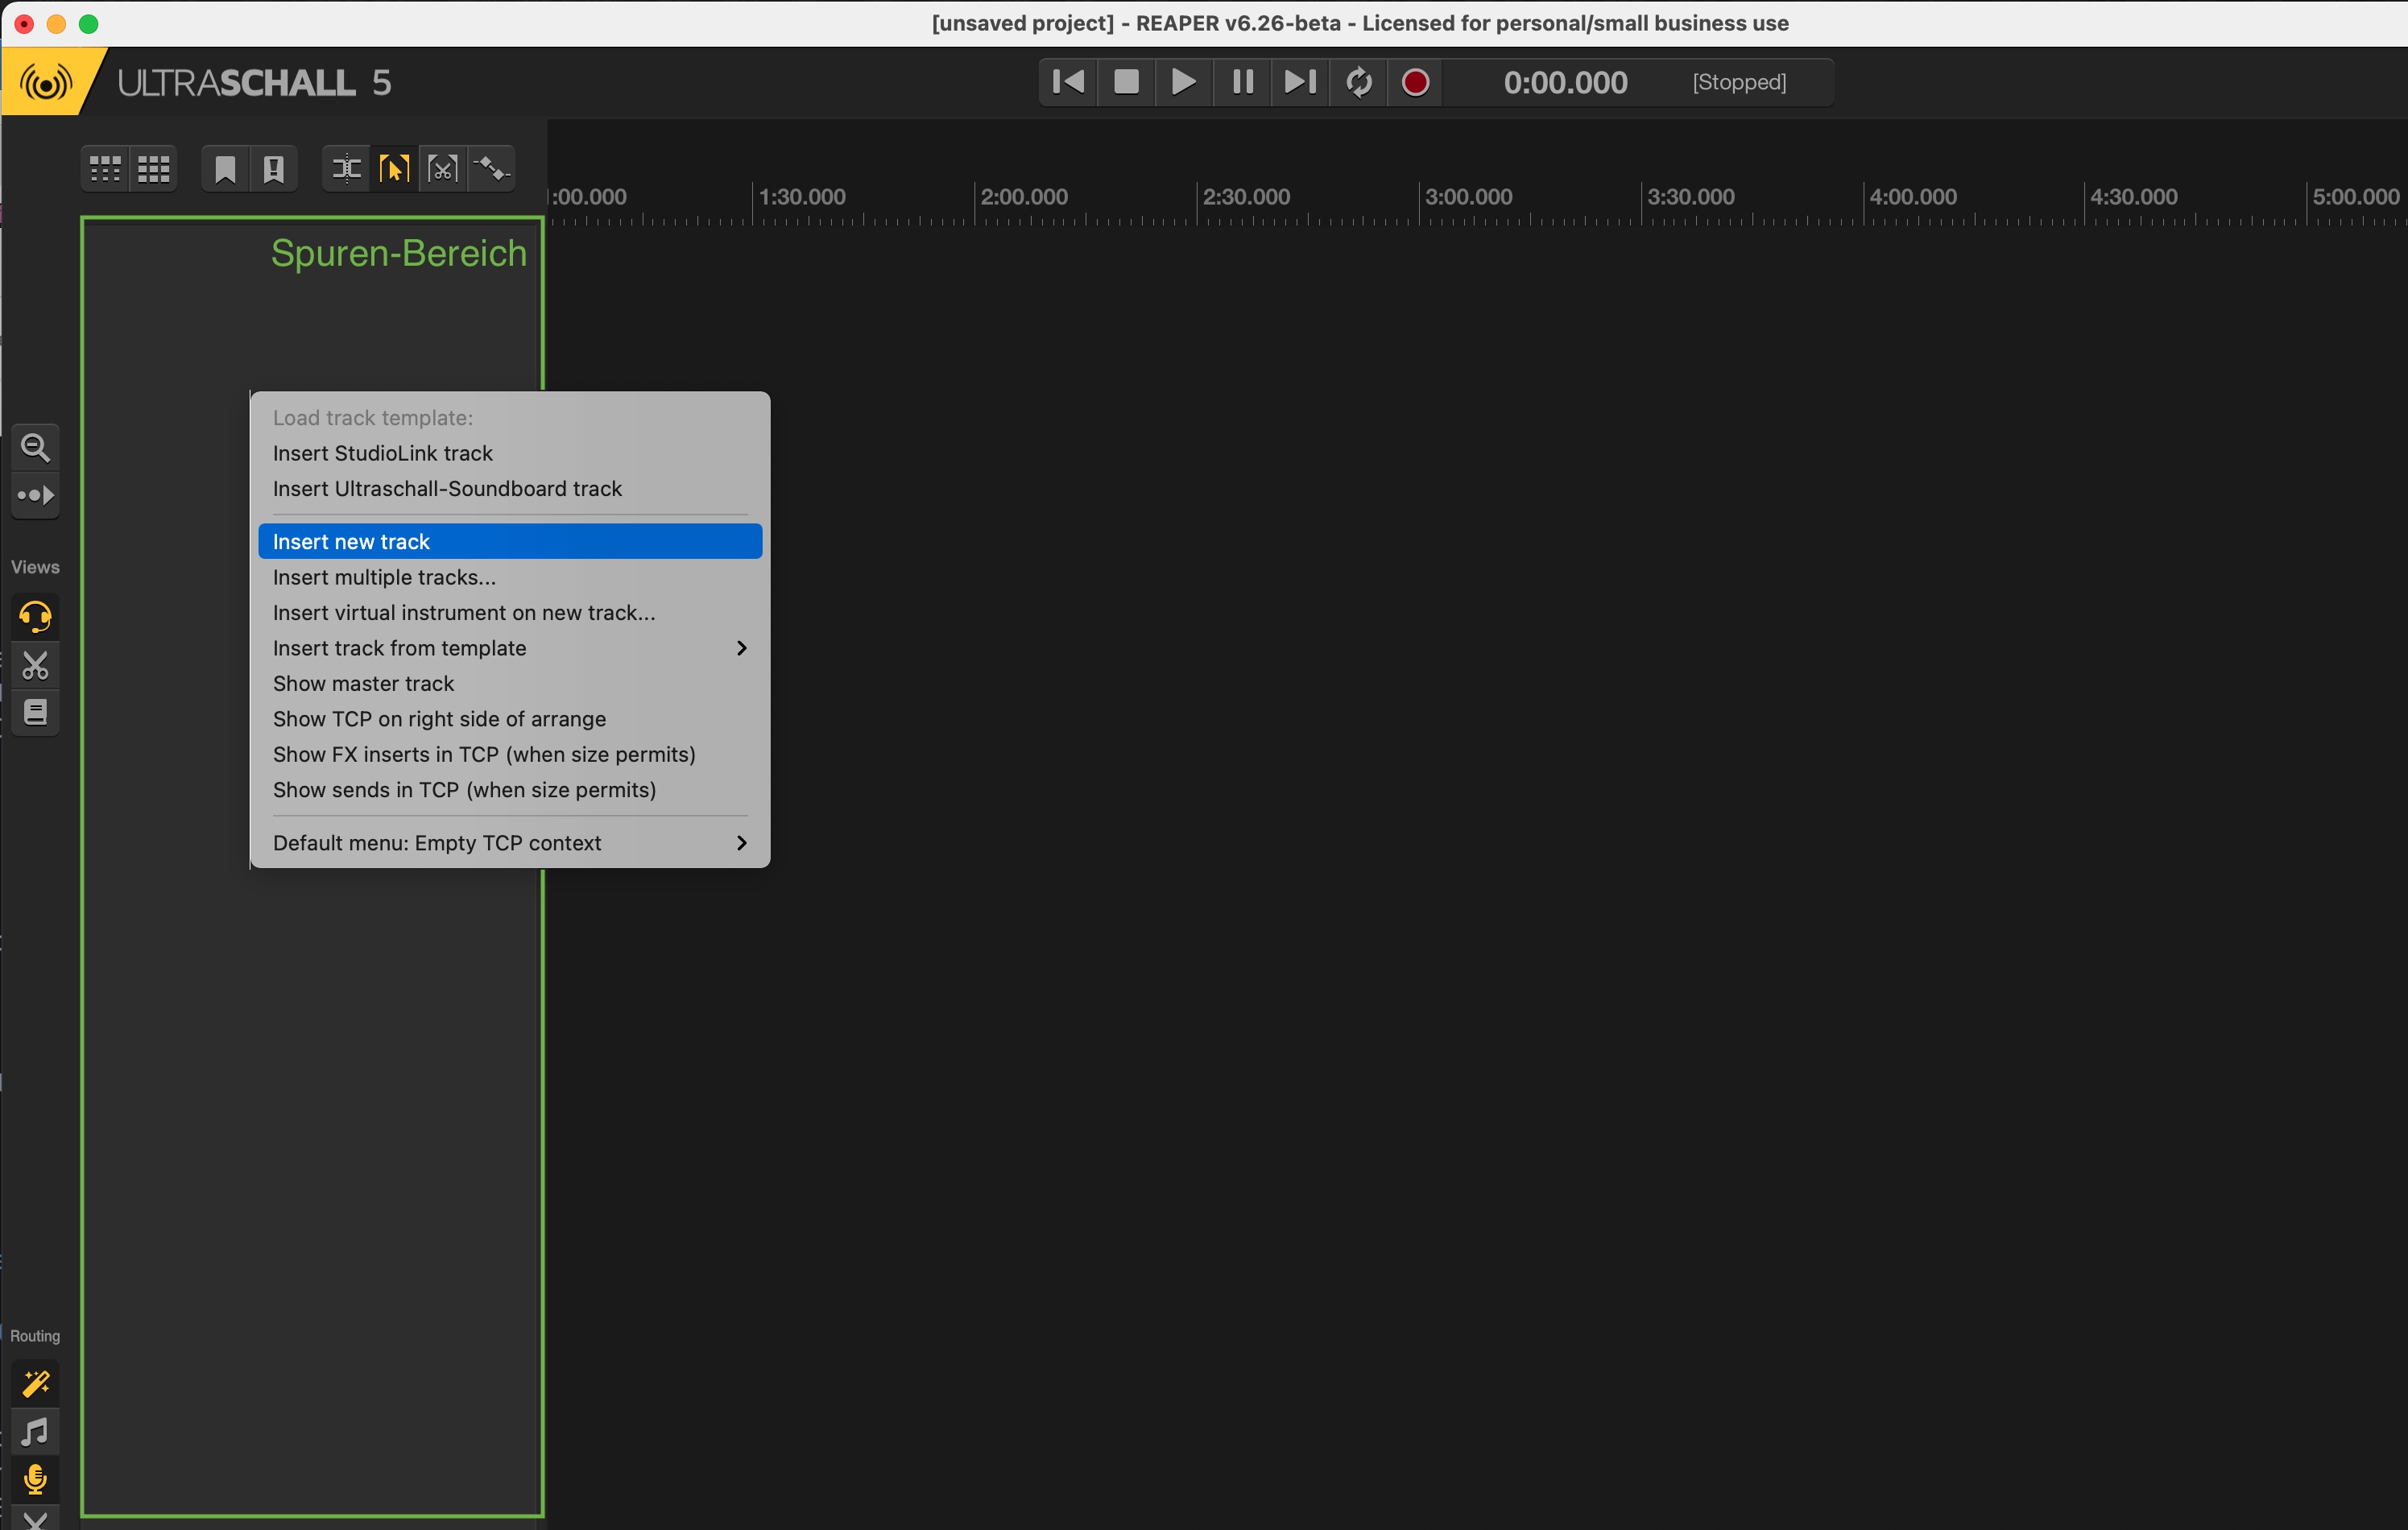 [unsaved project] - REAPER v6.26-beta - Licensed for personal/small business use
ULTRASCHALL 5
0:00.000 [Stopped]
:00.000 1:30.000 2:00.000 2:30.000 3:00.000 3:30.000 4:00.000 4:30.000 5:00.000
Spuren-Bereich
Load track template:
Insert StudioLink track
Insert Ultraschall-Soundboard track
Insert new track
Insert multiple tracks...
Insert virtual instrument on new track...
Insert track from template
Show master track
Show TCP on right side of arrange
Show FX inserts in TCP (when size permits)
Show sends in TCP (when size permits)
Default menu: Empty TCP context
Views
Routing